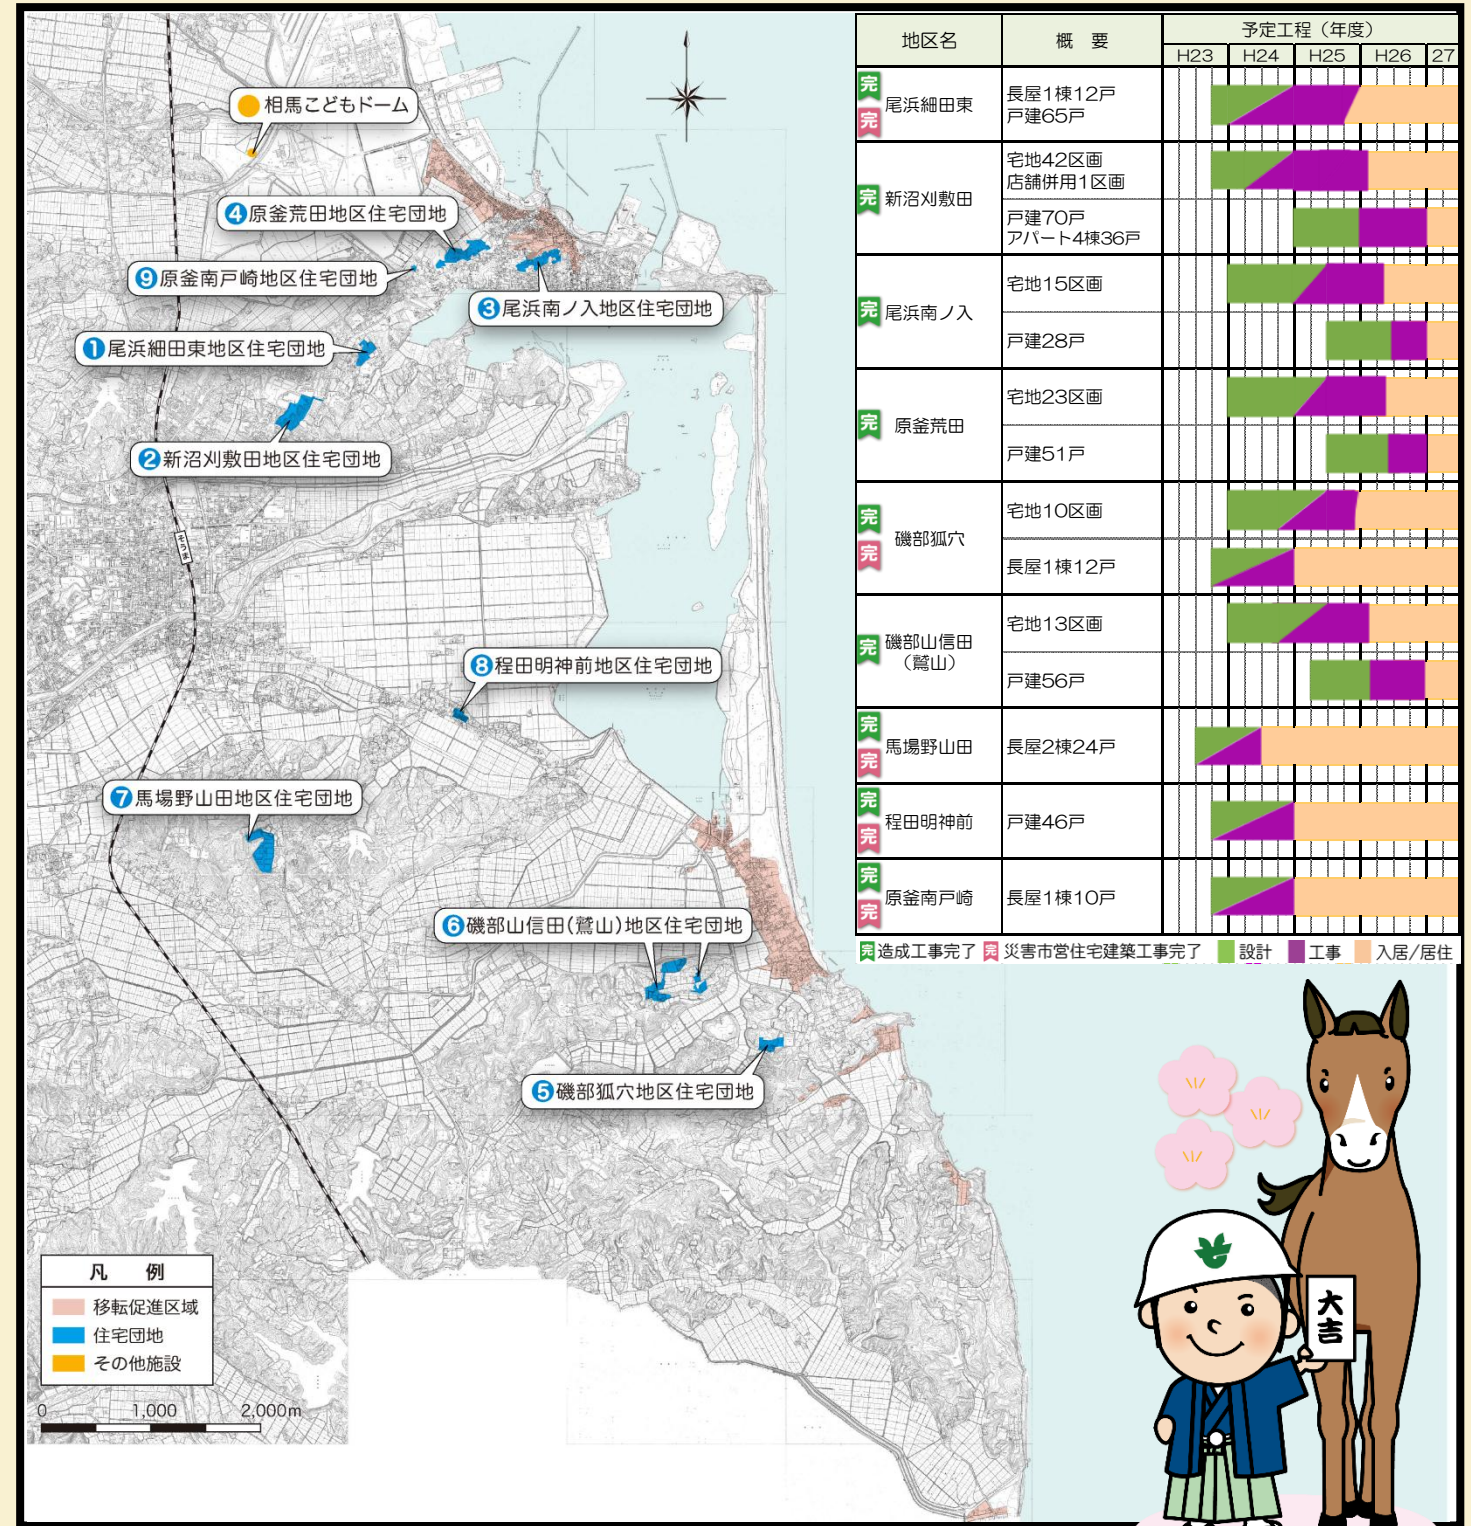 相馬こどもドーム
④原釜荒田地区住宅団地
⑨原釜南戸崎地区住宅団地
③尾浜南ノ入地区住宅団地
①尾浜細田東地区住宅団地
②新沼刈敷田地区住宅団地
そうま
⑧程田明神前地区住宅団地
⑦馬場野山田地区住宅団地
⑥磯部山信田(鷲山)地区住宅団地
⑤磯部狐穴地区住宅団地
凡 例
移転促進区域
住宅団地
その他施設
0 1,000 2,000m
地区名 概 要 予定工程（年度）
H23 H24 H25 H26 27
完 完 尾浜細田東 長屋1棟12戸
戸建65戸
完 新沼刈敷田 宅地42区画
店舗併用1区画
戸建70戸
アパート4棟36戸
完 尾浜南ノ入 宅地15区画
戸建28戸
完 原釜荒田 宅地23区画
戸建51戸
完 完 磯部狐穴 宅地10区画
長屋1棟12戸
完 磯部山信田
（鷲山）
宅地13区画
戸建56戸
完 完 馬場野山田 長屋2棟24戸
完 完 程田明神前 戸建46戸
完 完 原釜南戸崎 長屋1棟10戸
完 造成工事完了 完 災害市営住宅建築工事完了 設計 工事 入居/居住
大吉